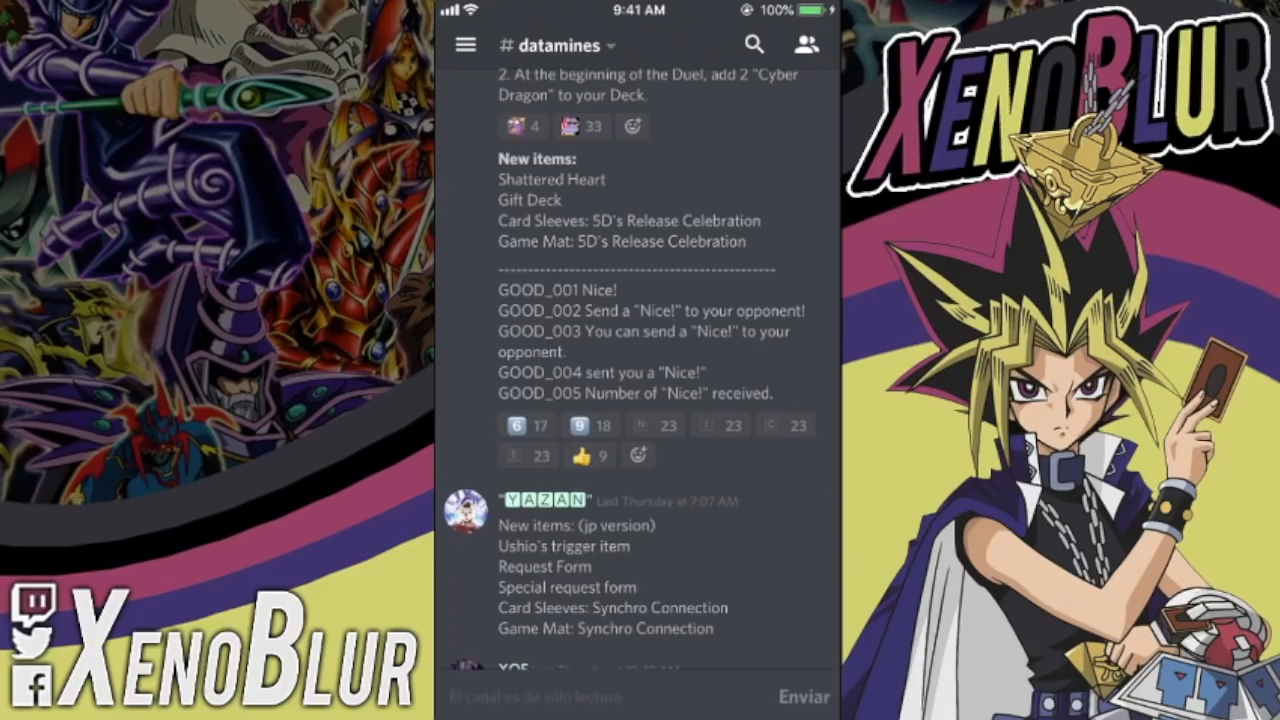 9:41 AM
100%
# datamines
2. At the beginning of the Duel, add 2 "Cyber
Dragon" to your Deck.
4 33
New items:
Shattered Heart
Gift Deck
Card Sleeves: 5D's Release Celebration
Game Mat: 5D's Release Celebration
----------------------------------------------
GOOD_001 Nice!
GOOD_002 Send a "Nice!" to your opponent!
GOOD_003 You can send a "Nice!" to your
opponent.
GOOD_004 sent you a "Nice!"
GOOD_005 Number of "Nice!" received.
6 17 9 18 N 23 I 23 C 23
E 23 9
"YAZAN" Last Thursday at 7:07 AM
New items: (jp version)
Ushio's trigger item
Request Form
Special request form
Card Sleeves: Synchro Connection
Game Mat: Synchro Connection
El canal es de sólo lectura
Enviar
XENOBLUR
XENOBLUR